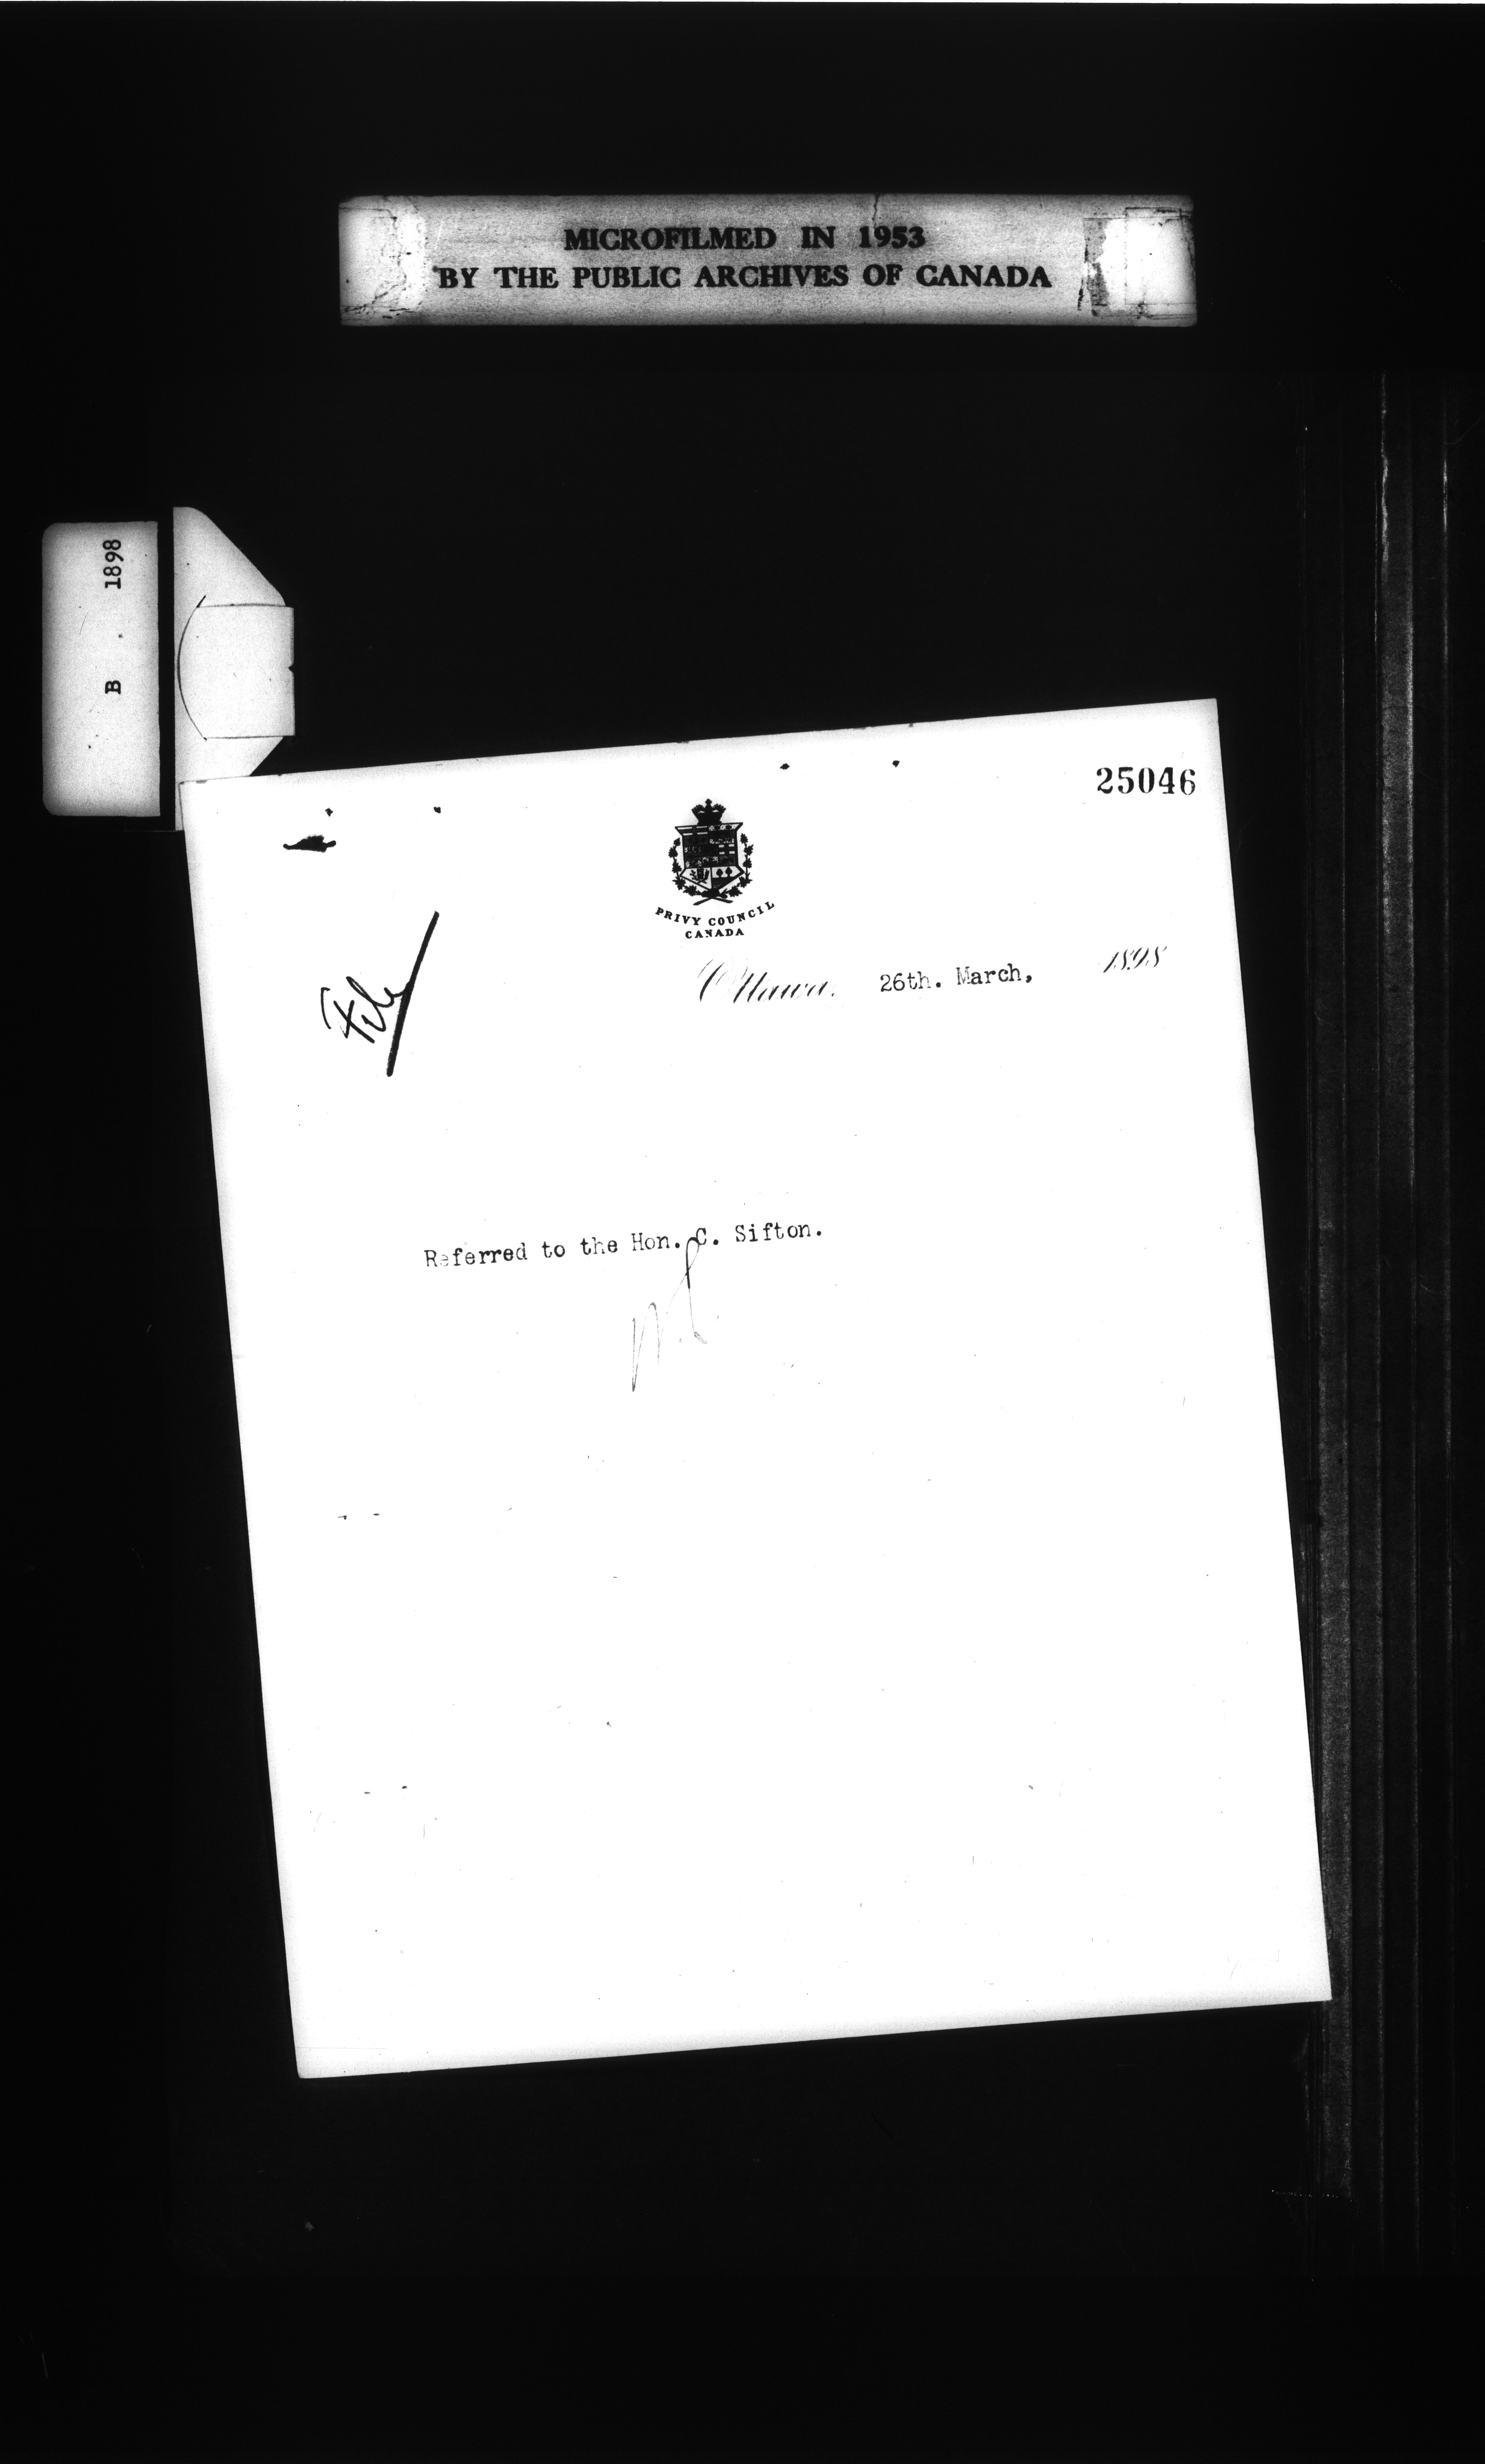 MICROFILMED IN 1953
BY THE PUBLIC ARCHIVES OF CANADA
B . 1898
25046
PRIVY COUNCIL
CANADA
Ottawa, 26th. March, 1898
File
Referred to the Hon. C. Sifton.